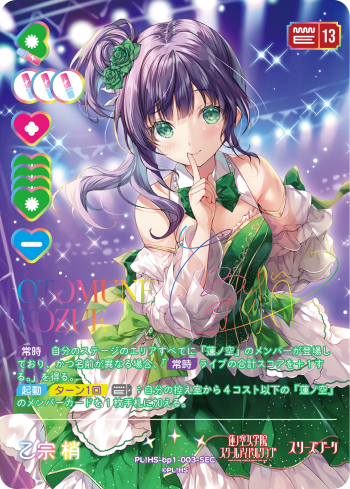 13
OTOMUNE
KOZUE
常時 自分のステージのエリアすべてに『蓮ノ空』のメンバーが登場し
ており、かつ名前が異なる場合、「常時 ライブの合計スコアを+1す
る。」を得る。
起動 ターン1回 :自分の控え室から4コスト以下の『蓮ノ空』
のメンバーカードを1枚手札に加える。
乙宗 梢
蓮ノ空女学院
スクールアイドルクラブ
スリーズブーケ
PL!HS-bp1-003-SEC
©PL!HS